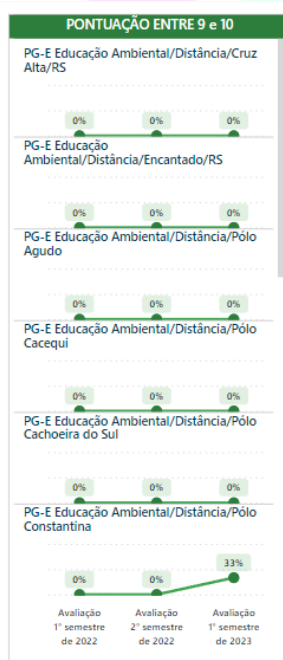 PONTUAÇÃO ENTRE 9 e 10
PG-E Educação Ambiental/Distância/Cruz
Alta/RS
0% 0% 0%
PG-E Educação
Ambiental/Distância/Encantado/RS
0% 0% 0%
PG-E Educação Ambiental/Distância/Pólo
Agudo
0% 0% 0%
PG-E Educação Ambiental/Distância/Pólo
Cacequi
0% 0% 0%
PG-E Educação Ambiental/Distância/Pólo
Cachoeira do Sul
0% 0% 0%
PG-E Educação Ambiental/Distância/Pólo
Constantina
0% 0% 33%
Avaliação Avaliação Avaliação
1° semestre 2° semestre 1° semestre
de 2022 de 2022 de 2023